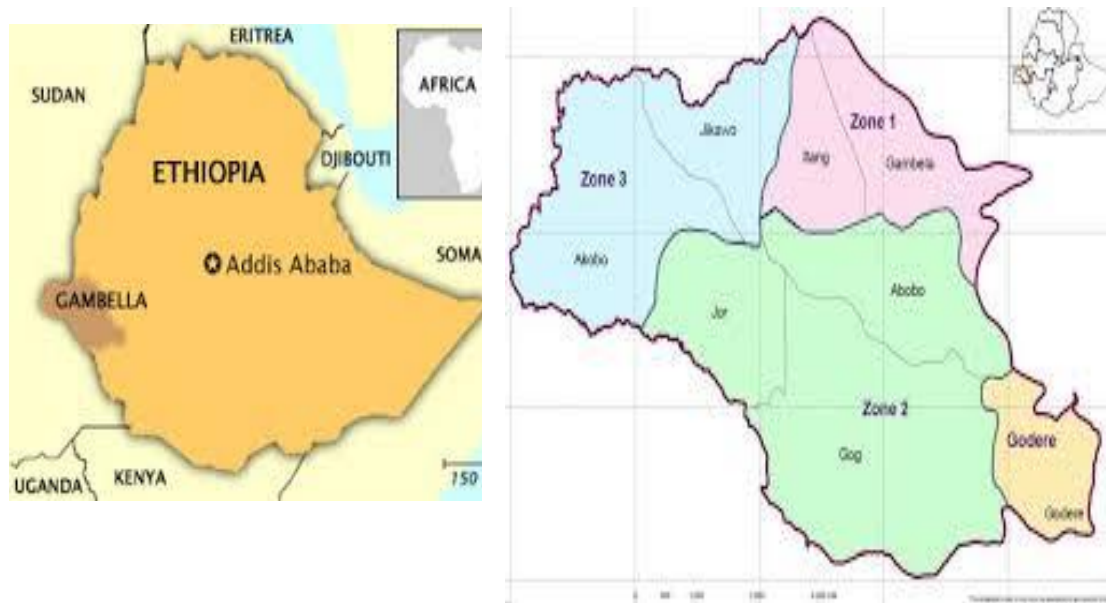 ERITREA
SUDAN
AFRICA
DJIBOUTI
ETHIOPIA
SOMA
Addis Ababa
GAMBELLA
150
UGANDA
KENYA
Jikawo
Zone 1
Itang
Gambela
Zone 3
Akobo
Abobo
Jor
Zone 2
Godere
Gog
Godere